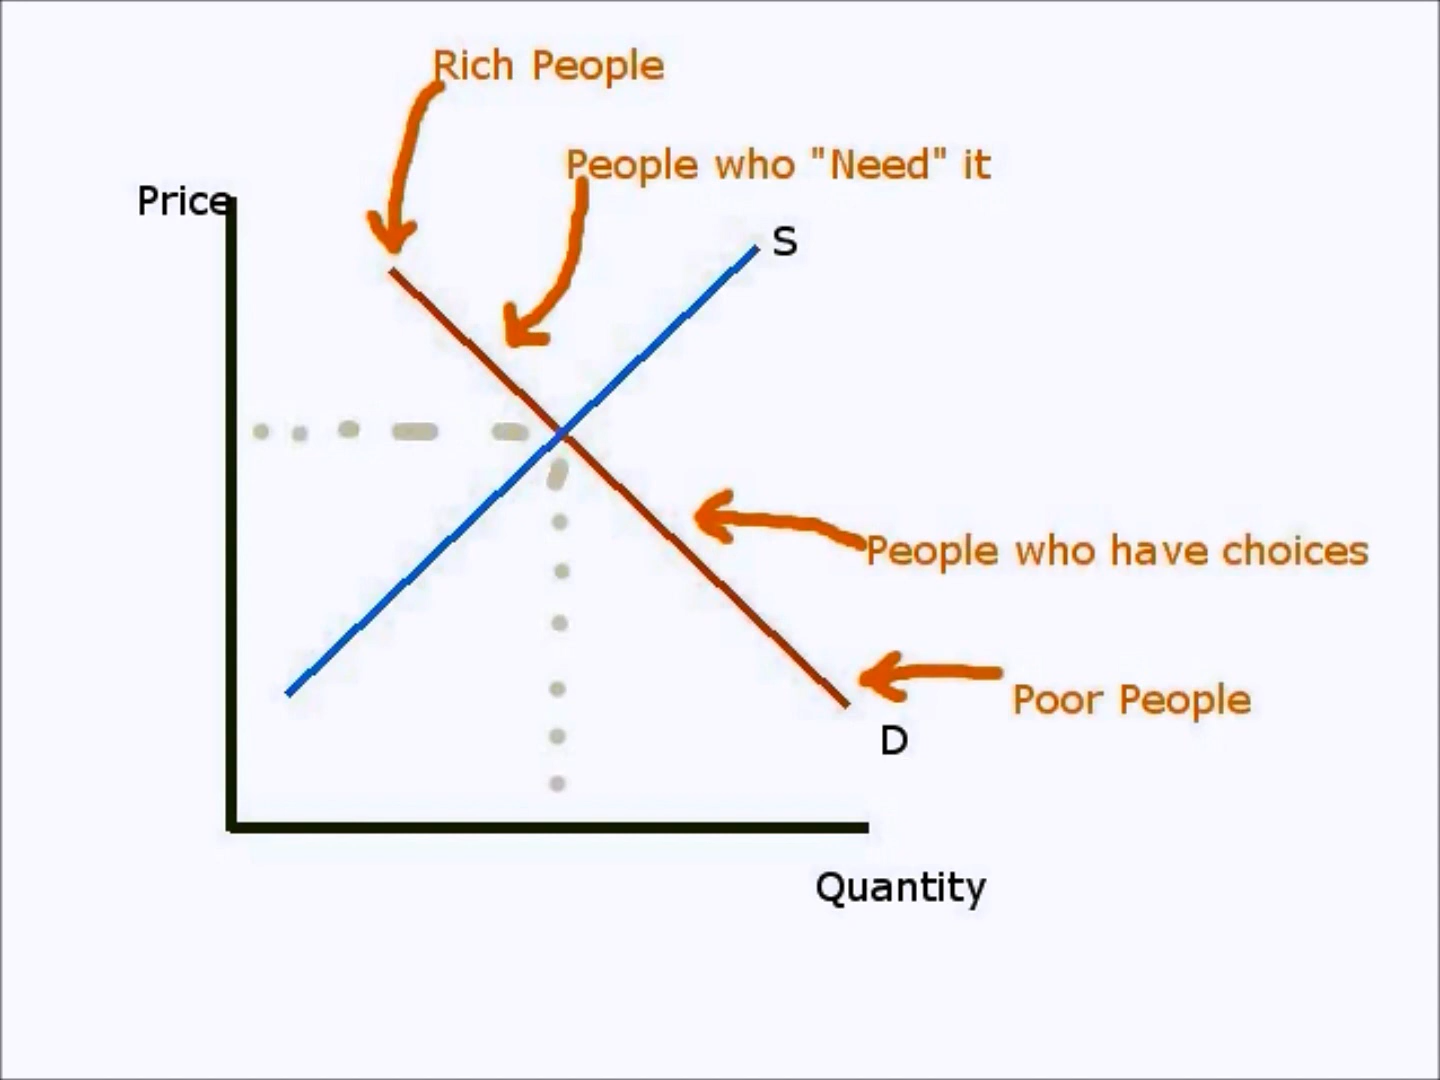 Rich People
People who "Need" it
Price
S
People who have choices
Poor People
D
Quantity